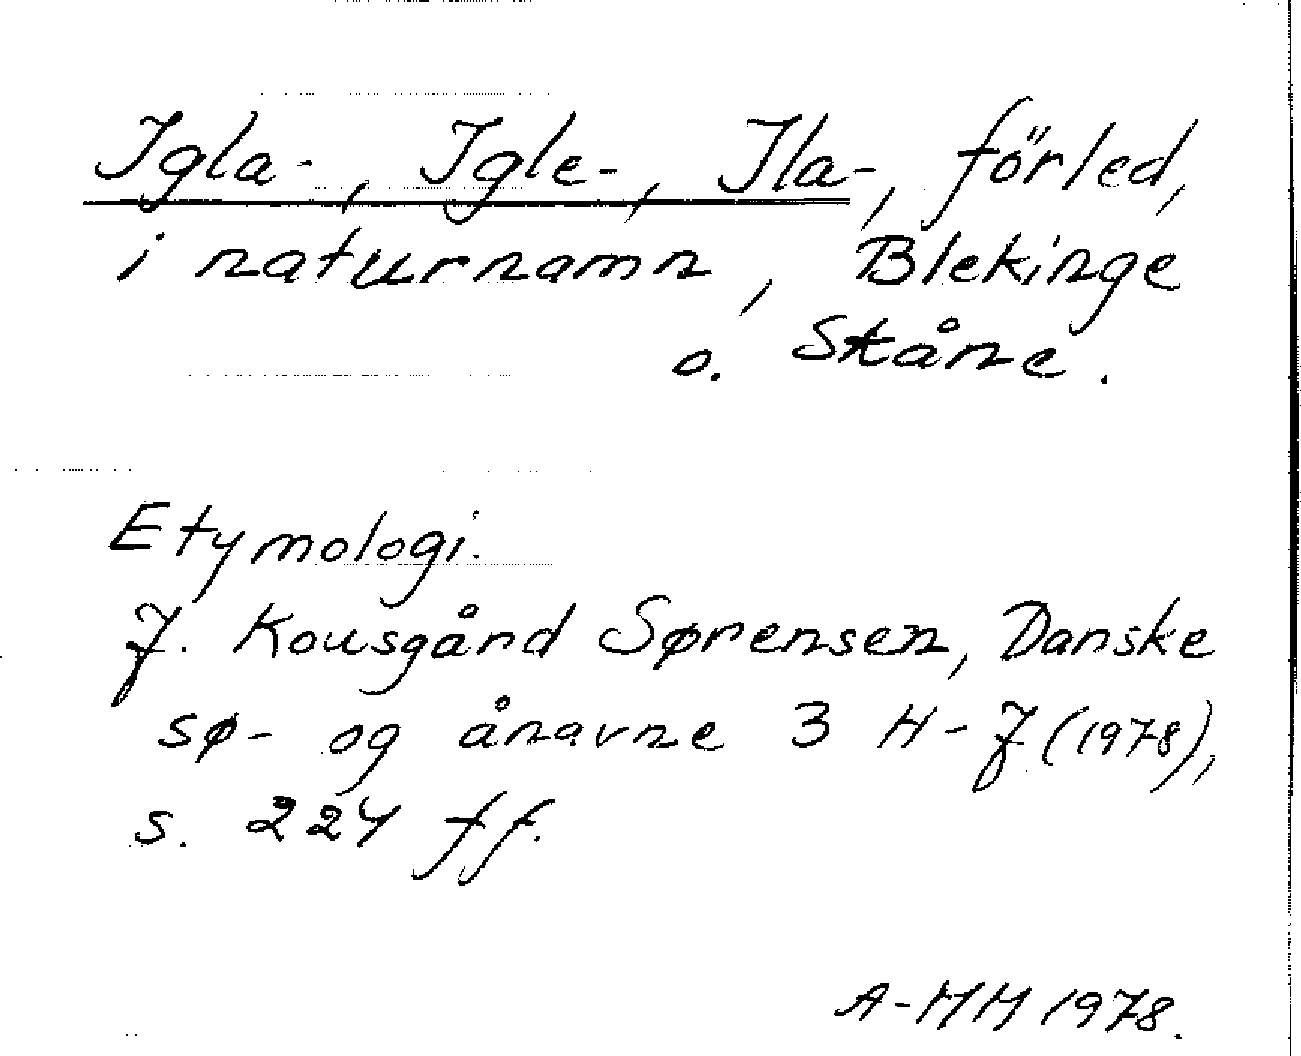 Igla-, Igle-, Ila-, förled,
i naturnamn, Blekinge
o. Skåne.
Etymologi.
J. Kousgård Sørensen, Danske
sø- og ånavne 3 H-J (1978),
s. 224 ff.
A-MM 1978.